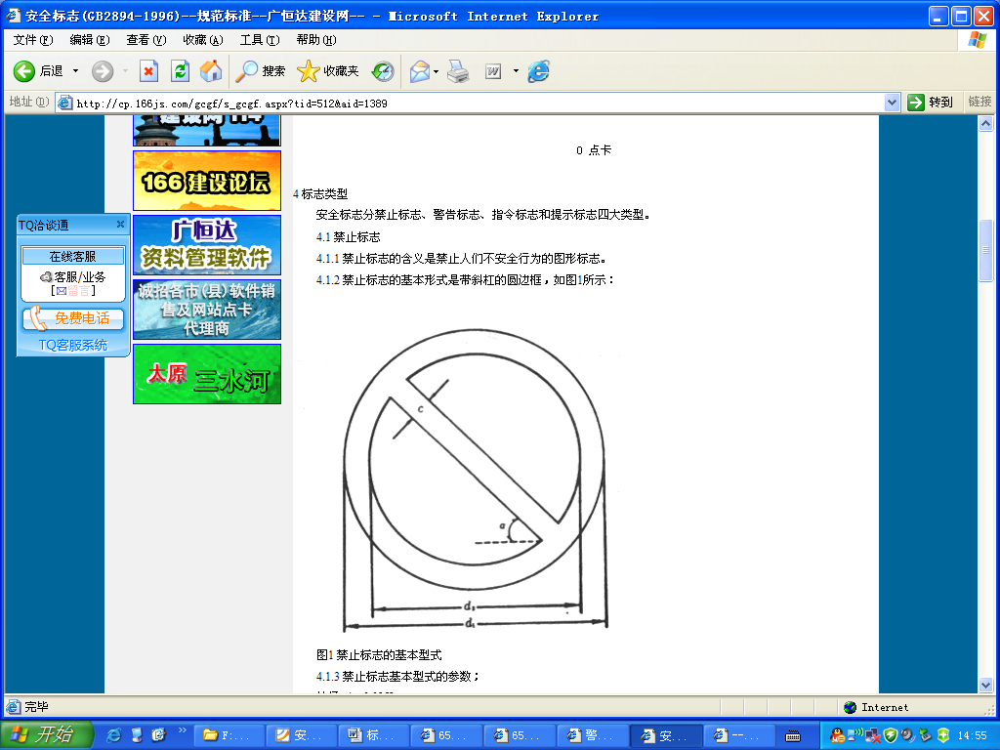 安全标志(GB2894-1996)--规范标准--广恒达建设网-- - Microsoft Internet Explorer
文件(F) 编辑(E) 查看(V) 收藏(A) 工具(T) 帮助(H)
后退 搜索 收藏夹
地址(D) http://cp.166js.com/gcgf/s_gcgf.aspx?tid=512&aid=1389 转到 链接
0 点卡
166建设论坛
4 标志类型
安全标志分禁止标志、警告标志、指令标志和提示标志四大类型。
TQ洽谈通
广恒达
资料管理软件
4.1 禁止标志
在线客服
4.1.1 禁止标志的含义是禁止人们不安全行为的图形标志。
客服/业务
4.1.2 禁止标志的基本形式是带斜杠的圆边框，如图1所示：
[留言]
诚招各市(县)软件销
售及网站点卡
代理商
免费电话
TQ客服系统
太原 三水河
c
α
d₂
d₁
图1 禁止标志的基本型式
4.1.3 禁止标志基本型式的参数；
完毕 Internet
开始 F:... 安... 标... 65... 65... 警... 安... --... 14:55